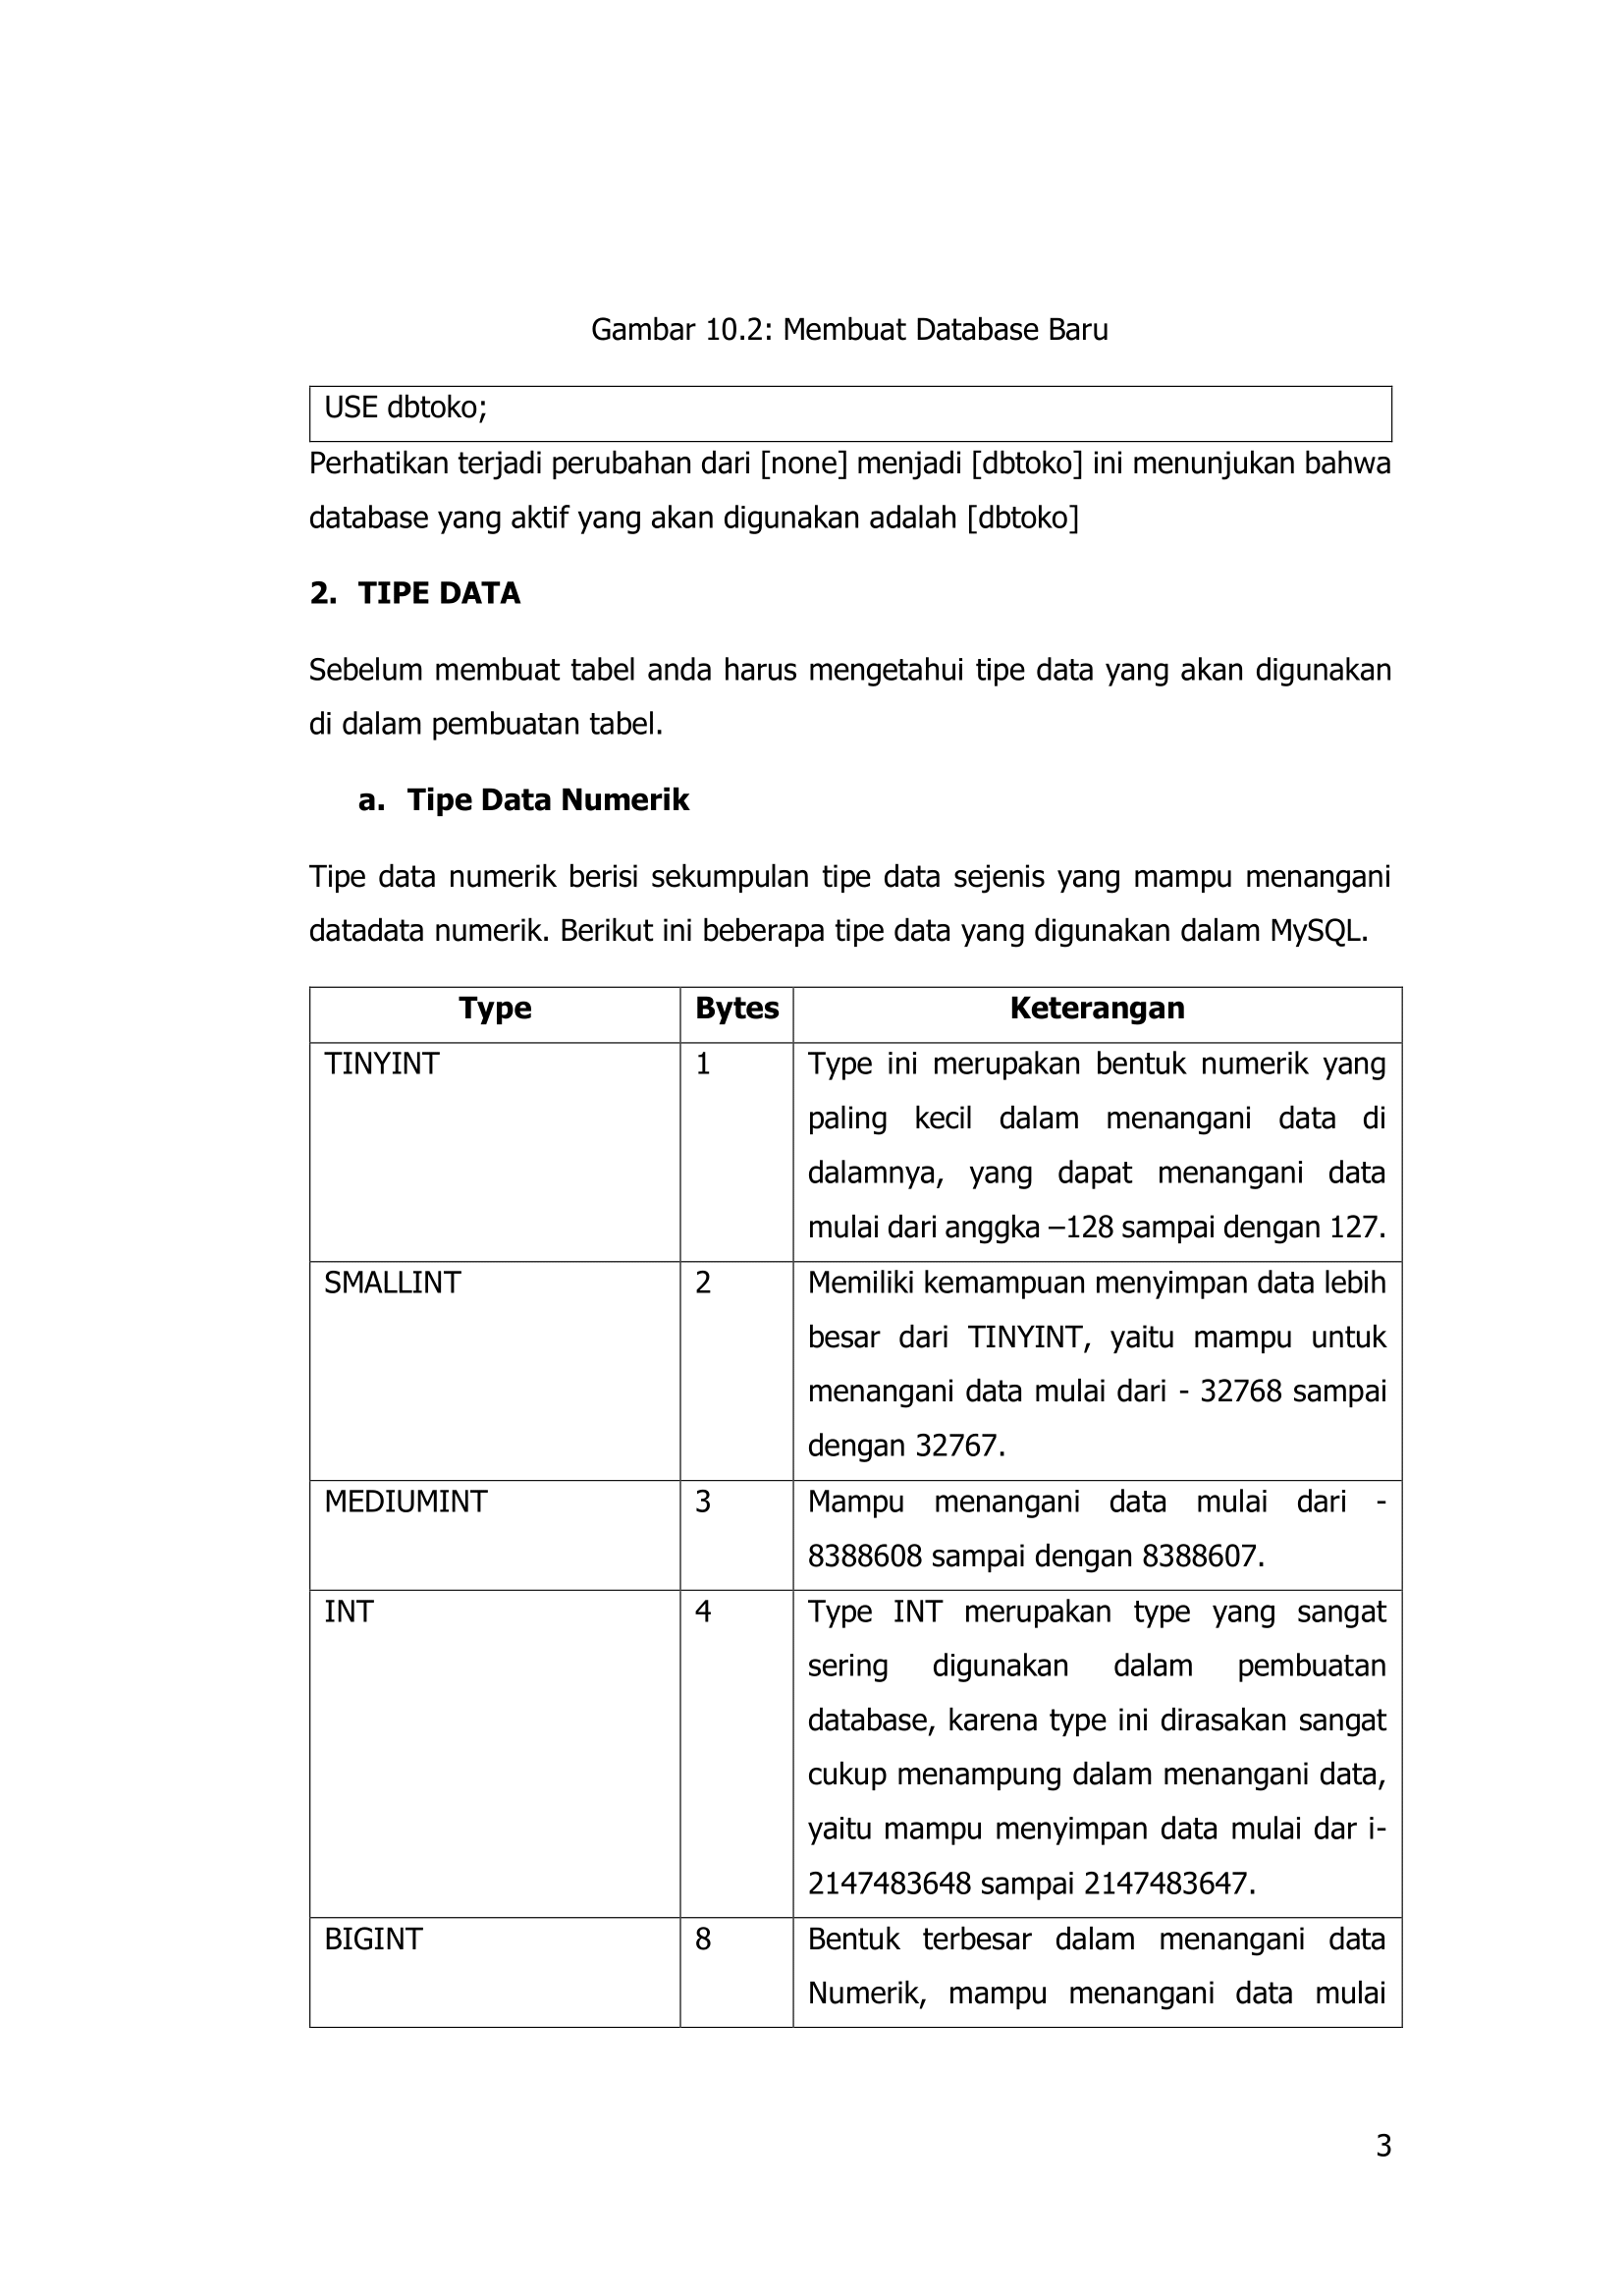 Gambar 10.2: Membuat Database Baru
USE dbtoko;
Perhatikan terjadi perubahan dari [none] menjadi [dbtoko] ini menunjukan bahwa
database yang aktif yang akan digunakan adalah [dbtoko]
2. TIPE DATA
Sebelum membuat tabel anda harus mengetahui tipe data yang akan digunakan
di dalam pembuatan tabel.
a. Tipe Data Numerik
Tipe data numerik berisi sekumpulan tipe data sejenis yang mampu menangani
datadata numerik. Berikut ini beberapa tipe data yang digunakan dalam MySQL.
Type Bytes Keterangan
TINYINT 1 Type ini merupakan bentuk numerik yang
paling kecil dalam menangani data di
dalamnya, yang dapat menangani data
mulai dari anggka –128 sampai dengan 127.
SMALLINT 2 Memiliki kemampuan menyimpan data lebih
besar dari TINYINT, yaitu mampu untuk
menangani data mulai dari - 32768 sampai
dengan 32767.
MEDIUMINT 3 Mampu menangani data mulai dari -
8388608 sampai dengan 8388607.
INT 4 Type INT merupakan type yang sangat
sering digunakan dalam pembuatan
database, karena type ini dirasakan sangat
cukup menampung dalam menangani data,
yaitu mampu menyimpan data mulai dar i-
2147483648 sampai 2147483647.
BIGINT 8 Bentuk terbesar dalam menangani data
Numerik, mampu menangani data mulai
3